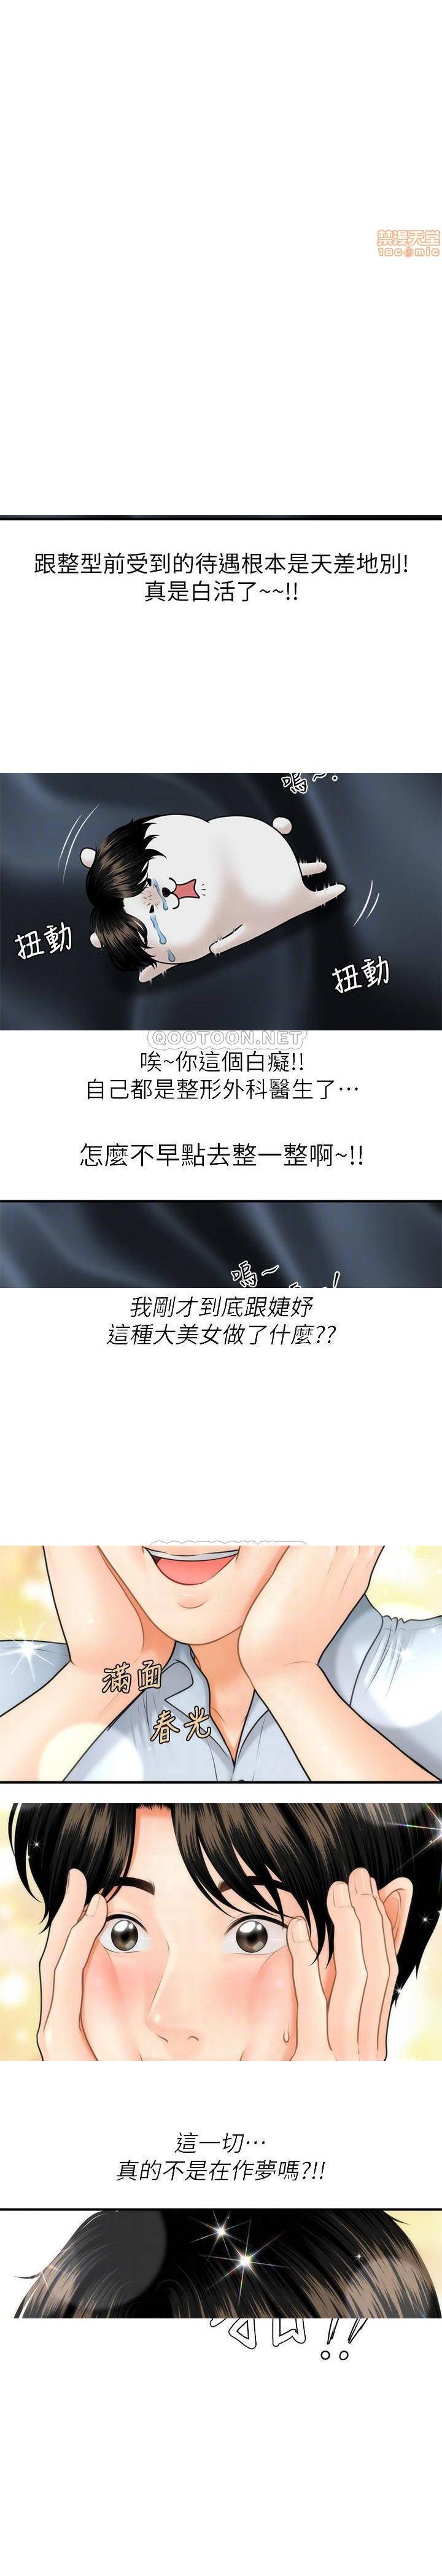 禁漫天堂
18comic
跟整型前受到的待遇根本是天差地別!
真是白活了~~!!
嗚~!
扭動
扭動
QOOTOON.NET
唉~你這個白癡!!
自己都是整形外科醫生了…
怎麼不早點去整一整啊~!!
嗚~
我剛才到底跟婕妤
這種大美女做了什麼??
滿面
春光
這一切…
真的不是在作夢嗎?!!